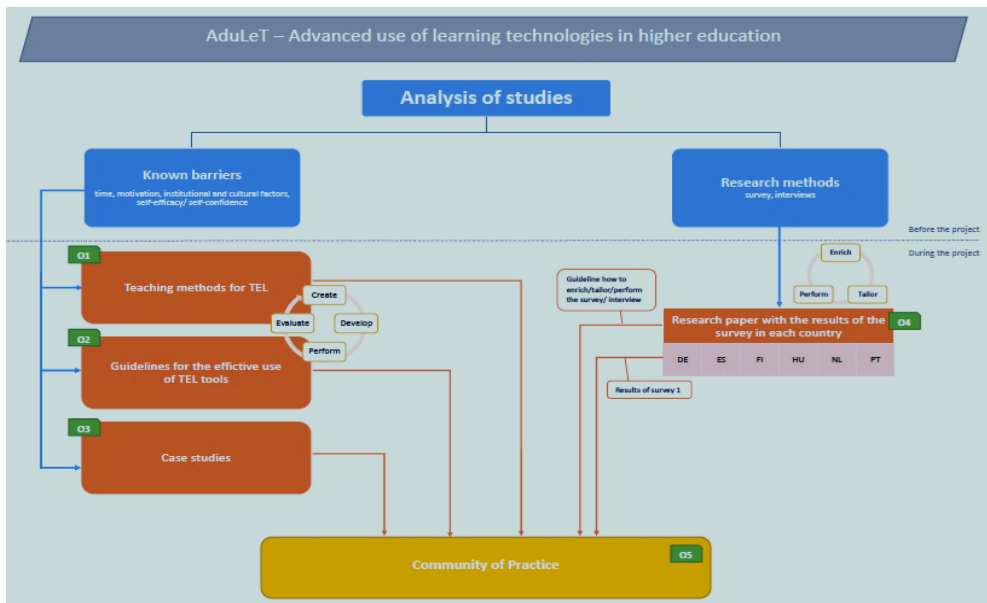 AduLeT – Advanced use of learning technologies in higher education
Analysis of studies
Known barriers
time, motivation, institutional and cultural factors,
self-efficacy/ self-confidence
Research methods
survey, interviews
Before the project
During the project
O1
Teaching methods for TEL
Create
Evaluate
Develop
Perform
O2
Guidelines for the effictive use
of TEL tools
O3
Case studies
Guideline how to
enrich/tailor/perform
the survey/ interview
Enrich
Perform
Tailor
O4
Research paper with the results of the
survey in each country
DE ES FI HU NL PT
Results of survey 1
O5
Community of Practice